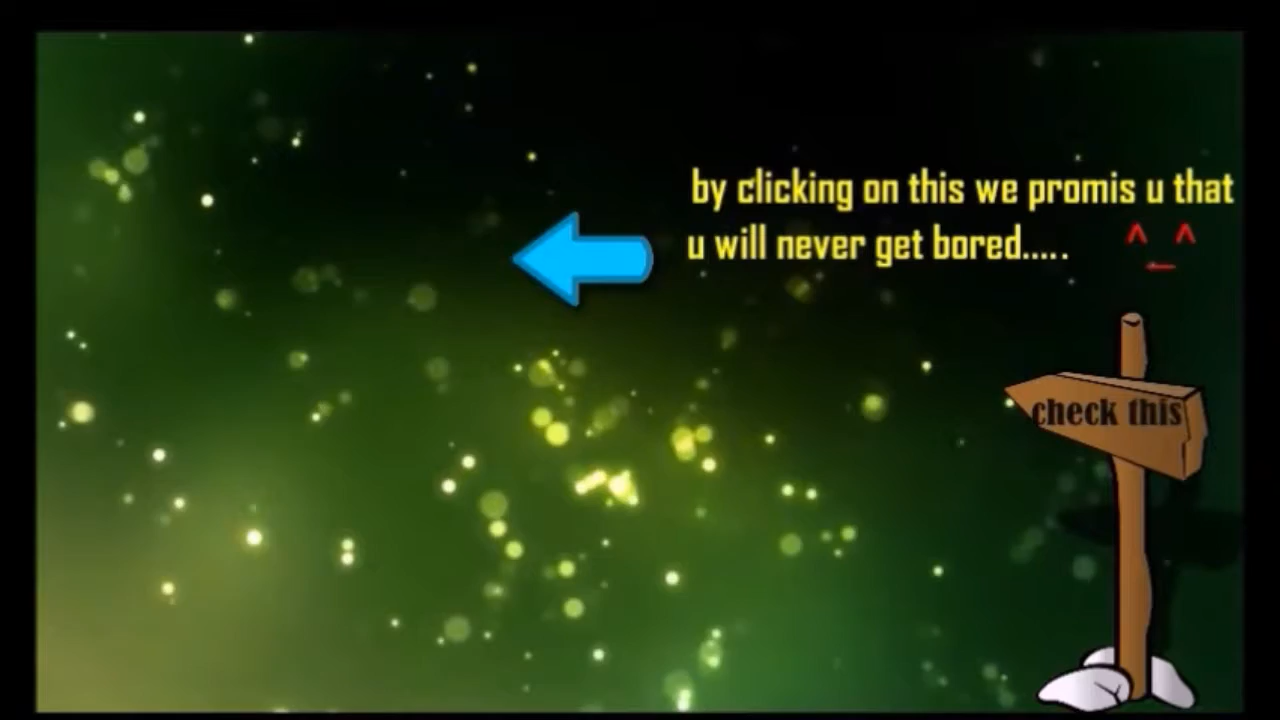 by clicking on this we promis u that
u will never get bored..... ^_^
check this